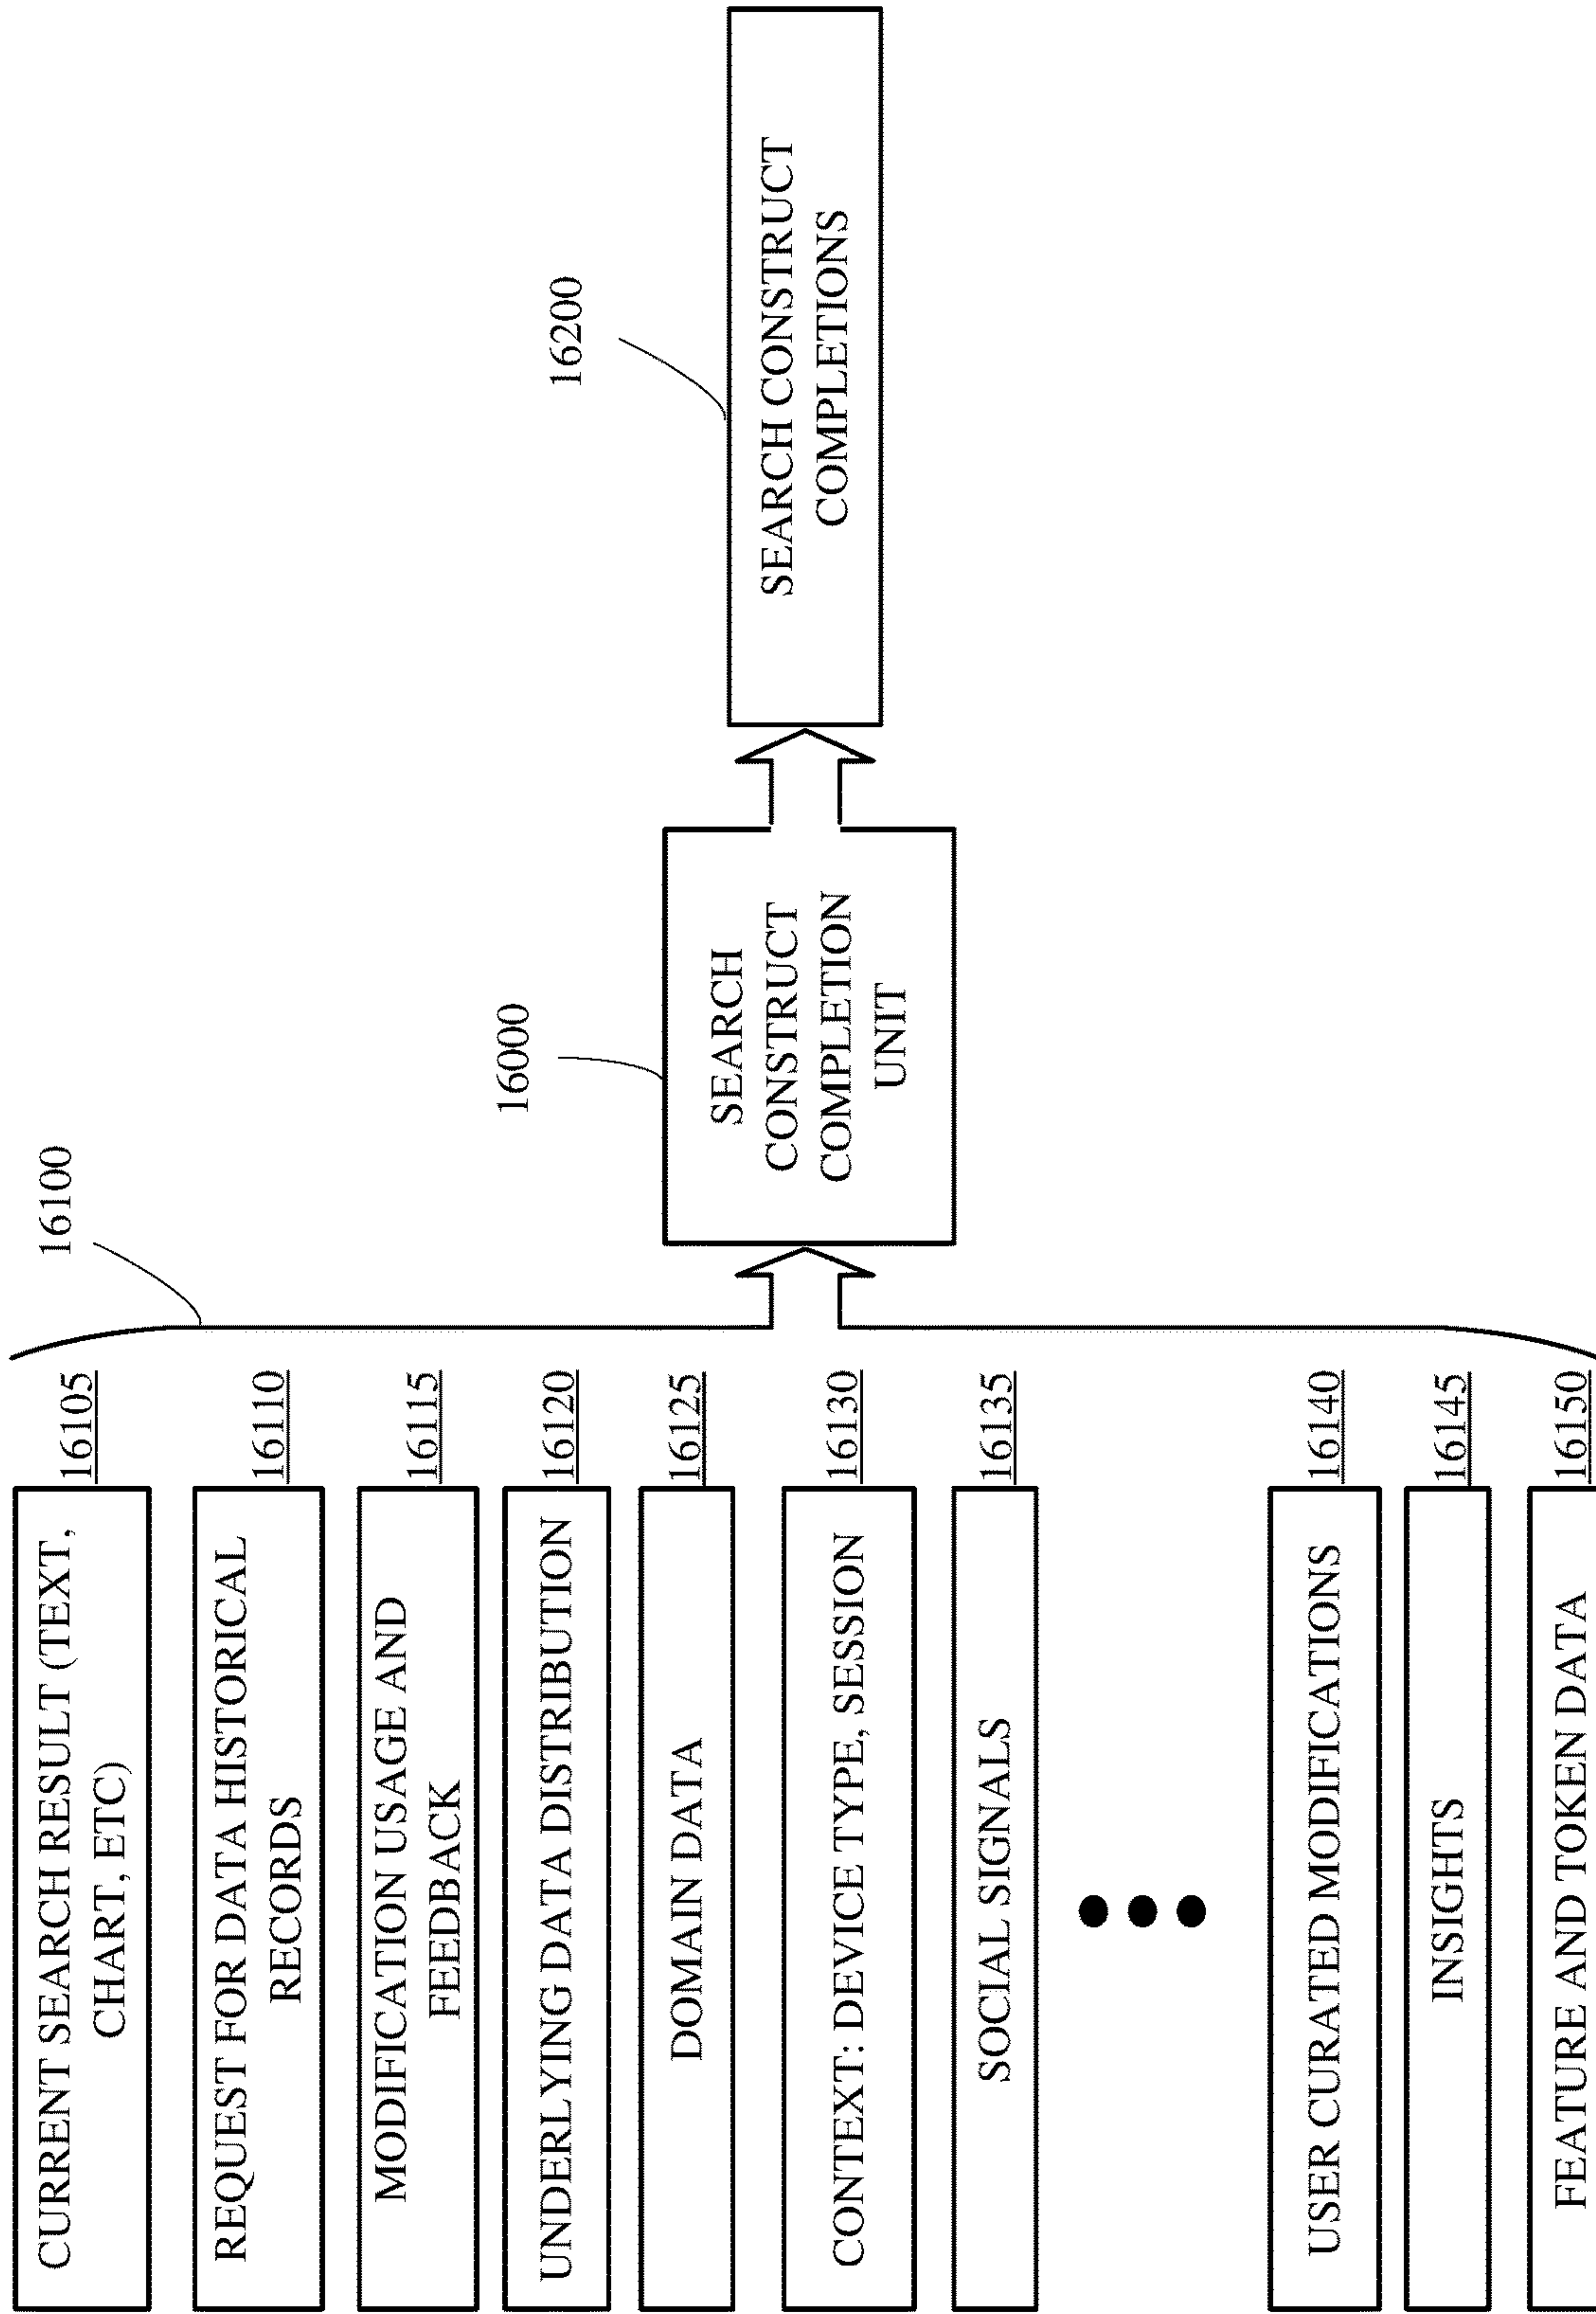 CURRENT SEARCH RESULT (TEXT,
CHART, ETC)
16105
REQUEST FOR DATA HISTORICAL
RECORDS
16110
MODIFICATION USAGE AND
FEEDBACK
16115
UNDERLYING DATA DISTRIBUTION
16120
DOMAIN DATA
16125
CONTEXT: DEVICE TYPE, SESSION
16130
SOCIAL SIGNALS
16135
USER CURATED MODIFICATIONS
16140
INSIGHTS
16145
FEATURE AND TOKEN DATA
16150
16100
16000
SEARCH
CONSTRUCT
COMPLETION
UNIT
16200
SEARCH CONSTRUCT
COMPLETIONS